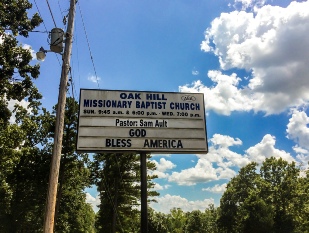 OAK HILL
MISSIONARY BAPTIST CHURCH
SUN. 9:45 a.m. & 6:00 p.m. - WED. 7:00 p.m.
Pastor: Sam Ault
GOD
BLESS AMERICA